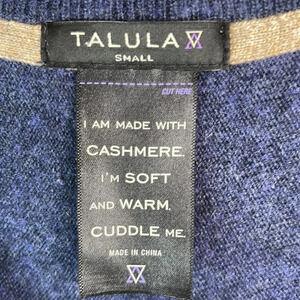 TALULA
SMALL
CUT HERE
I AM MADE WITH
CASHMERE.
I'M SOFT
AND WARM.
CUDDLE ME.
MADE IN CHINA